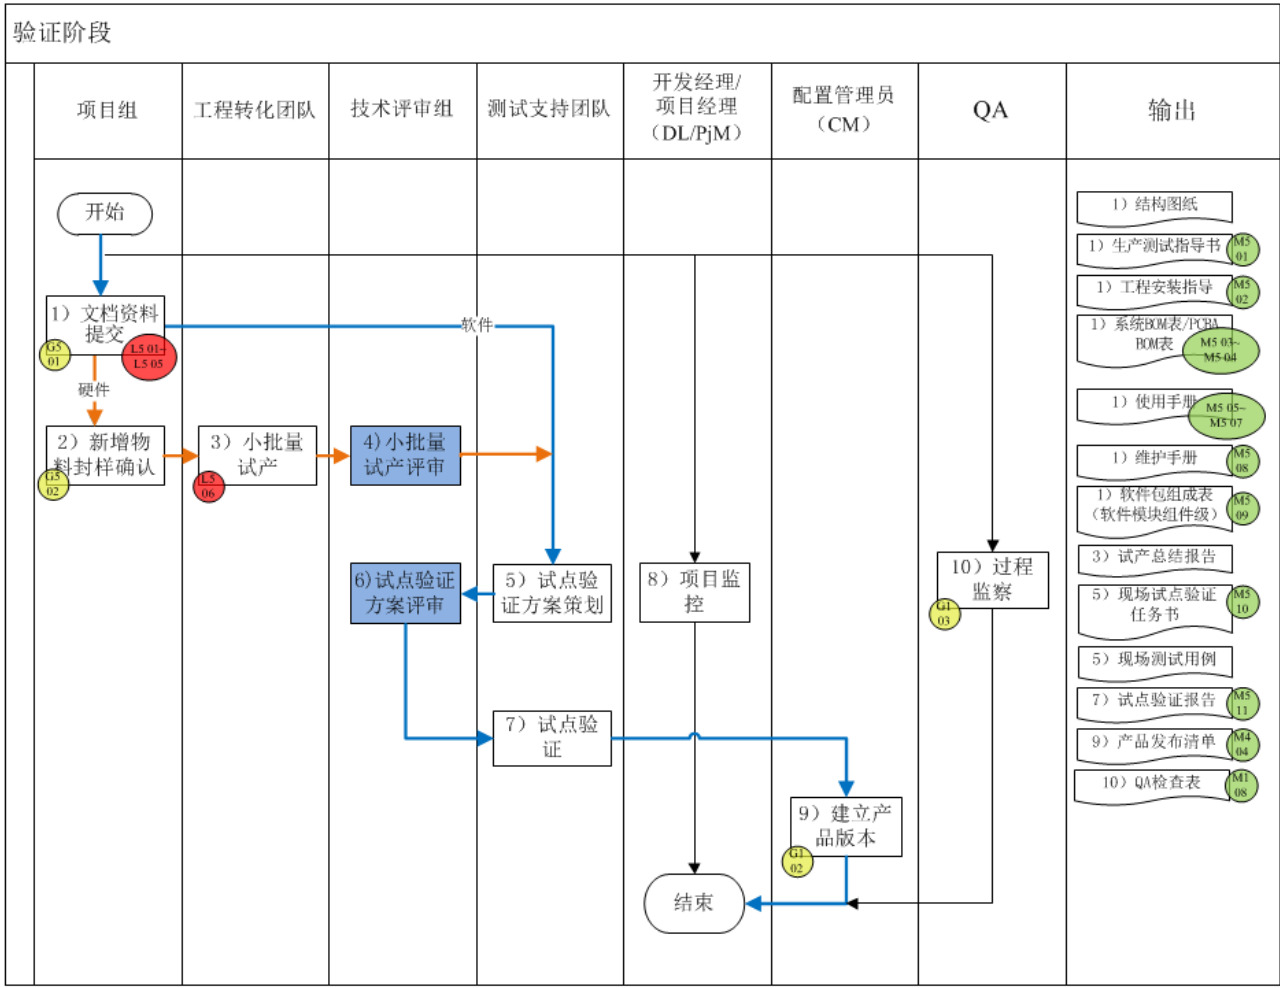 验证阶段
项目组
工程转化团队
技术评审组
测试支持团队
开发经理/
项目经理
（DL/PjM）
配置管理员
（CM）
QA
输出
开始
1）文档资料
提交
G5
01
L5 01~
L5 05
软件
硬件
2）新增物
料封样确认
G5
02
3）小批量
试产
L5
06
4)小批量
试产评审
6)试点验证
方案评审
5）试点验
证方案策划
8）项目监
控
10）过程
监察
G1
03
7）试点验
证
9）建立产
品版本
G1
02
结束
1）结构图纸
1）生产测试指导书
M5
01
1）工程安装指导
M5
02
1）系统BOM表/PCBA
BOM表
M5 03~
M5 04
1）使用手册
M5 05~
M5 07
1）维护手册
M5
08
1）软件包组成表
（软件模块组件级）
M5
09
3）试产总结报告
5）现场试点验证
任务书
M5
10
5）现场测试用例
7）试点验证报告
M5
11
9）产品发布清单
M4
04
10）QA检查表
M1
08